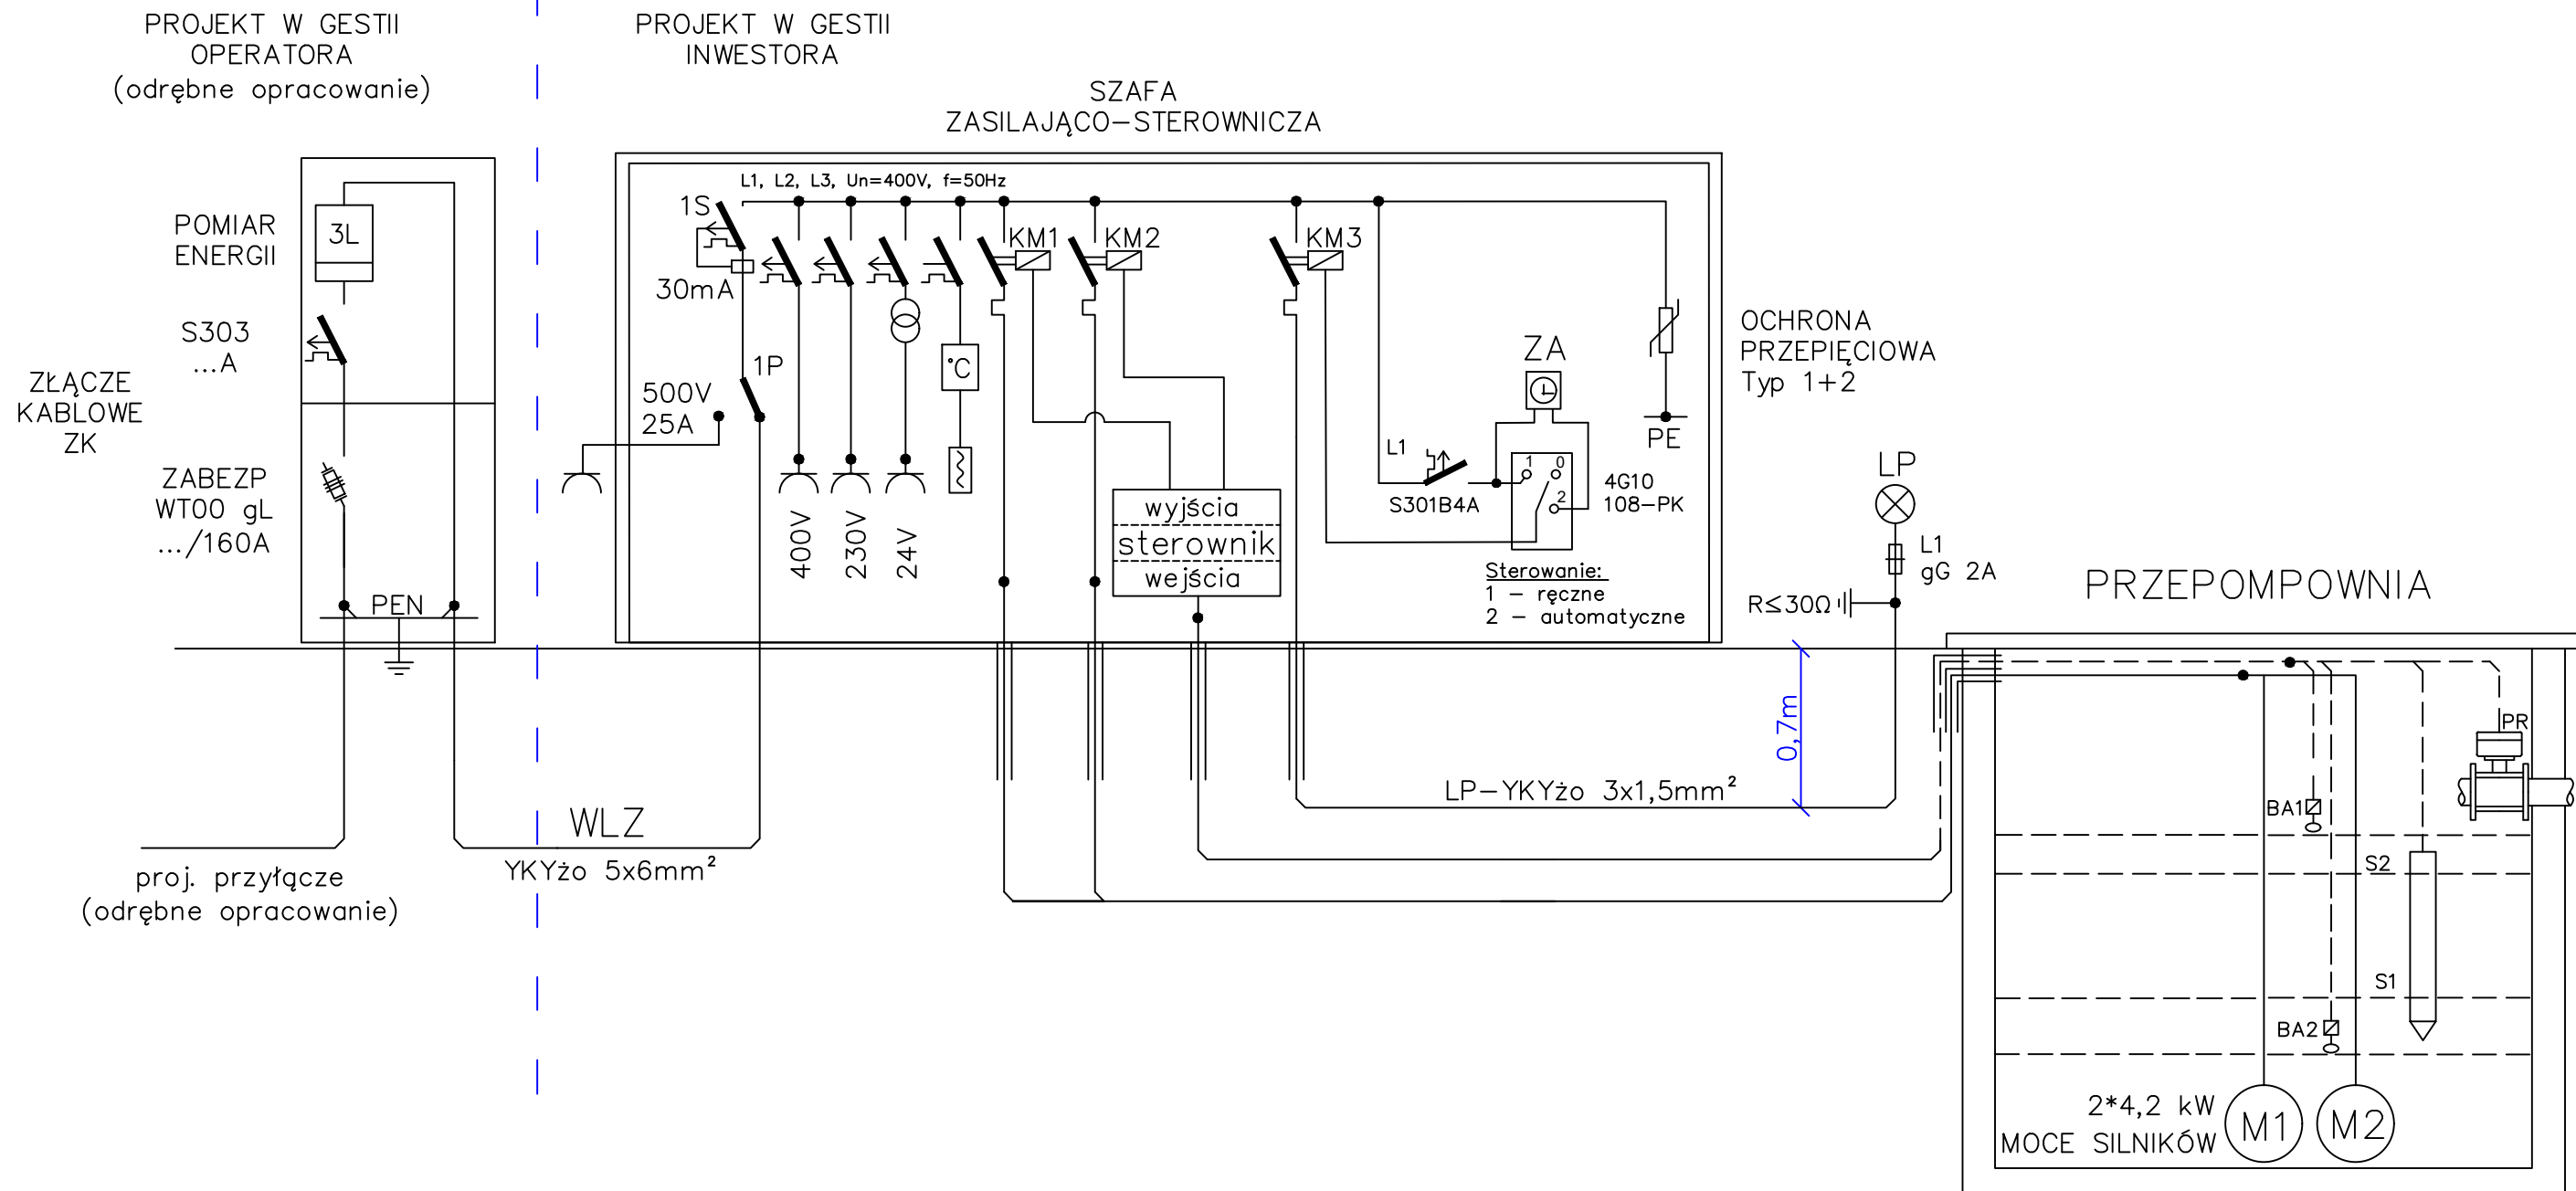 PROJEKT W GESTII
OPERATORA
(odrębne opracowanie)
PROJEKT W GESTII
INWESTORA
SZAFA
ZASILAJĄCO-STEROWNICZA
POMIAR
ENERGII
3L
S303
...A
ZŁĄCZE
KABLOWE
ZK
ZABEZP
WT00 gL
.../160A
PEN
proj. przyłącze
(odrębne opracowanie)
WLZ
YKYżo 5x6mm²
L1, L2, L3, Un=400V, f=50Hz
1S
30mA
1P
500V
25A
400V
230V
24V
°C
KM1
KM2
KM3
wyjścia
sterownik
wejścia
ZA
L1
S301B4A
1
0
2
4G10
108-PK
Sterowanie:
1 - ręczne
2 - automatyczne
PE
OCHRONA
PRZEPIĘCIOWA
Typ 1+2
LP
L1
gG 2A
R≤30Ω
0,7m
LP-YKYżo 3x1,5mm²
PRZEPOMPOWNIA
PR
BA1
S2
S1
BA2
2*4,2 kW
MOCE SILNIKÓW
M1
M2